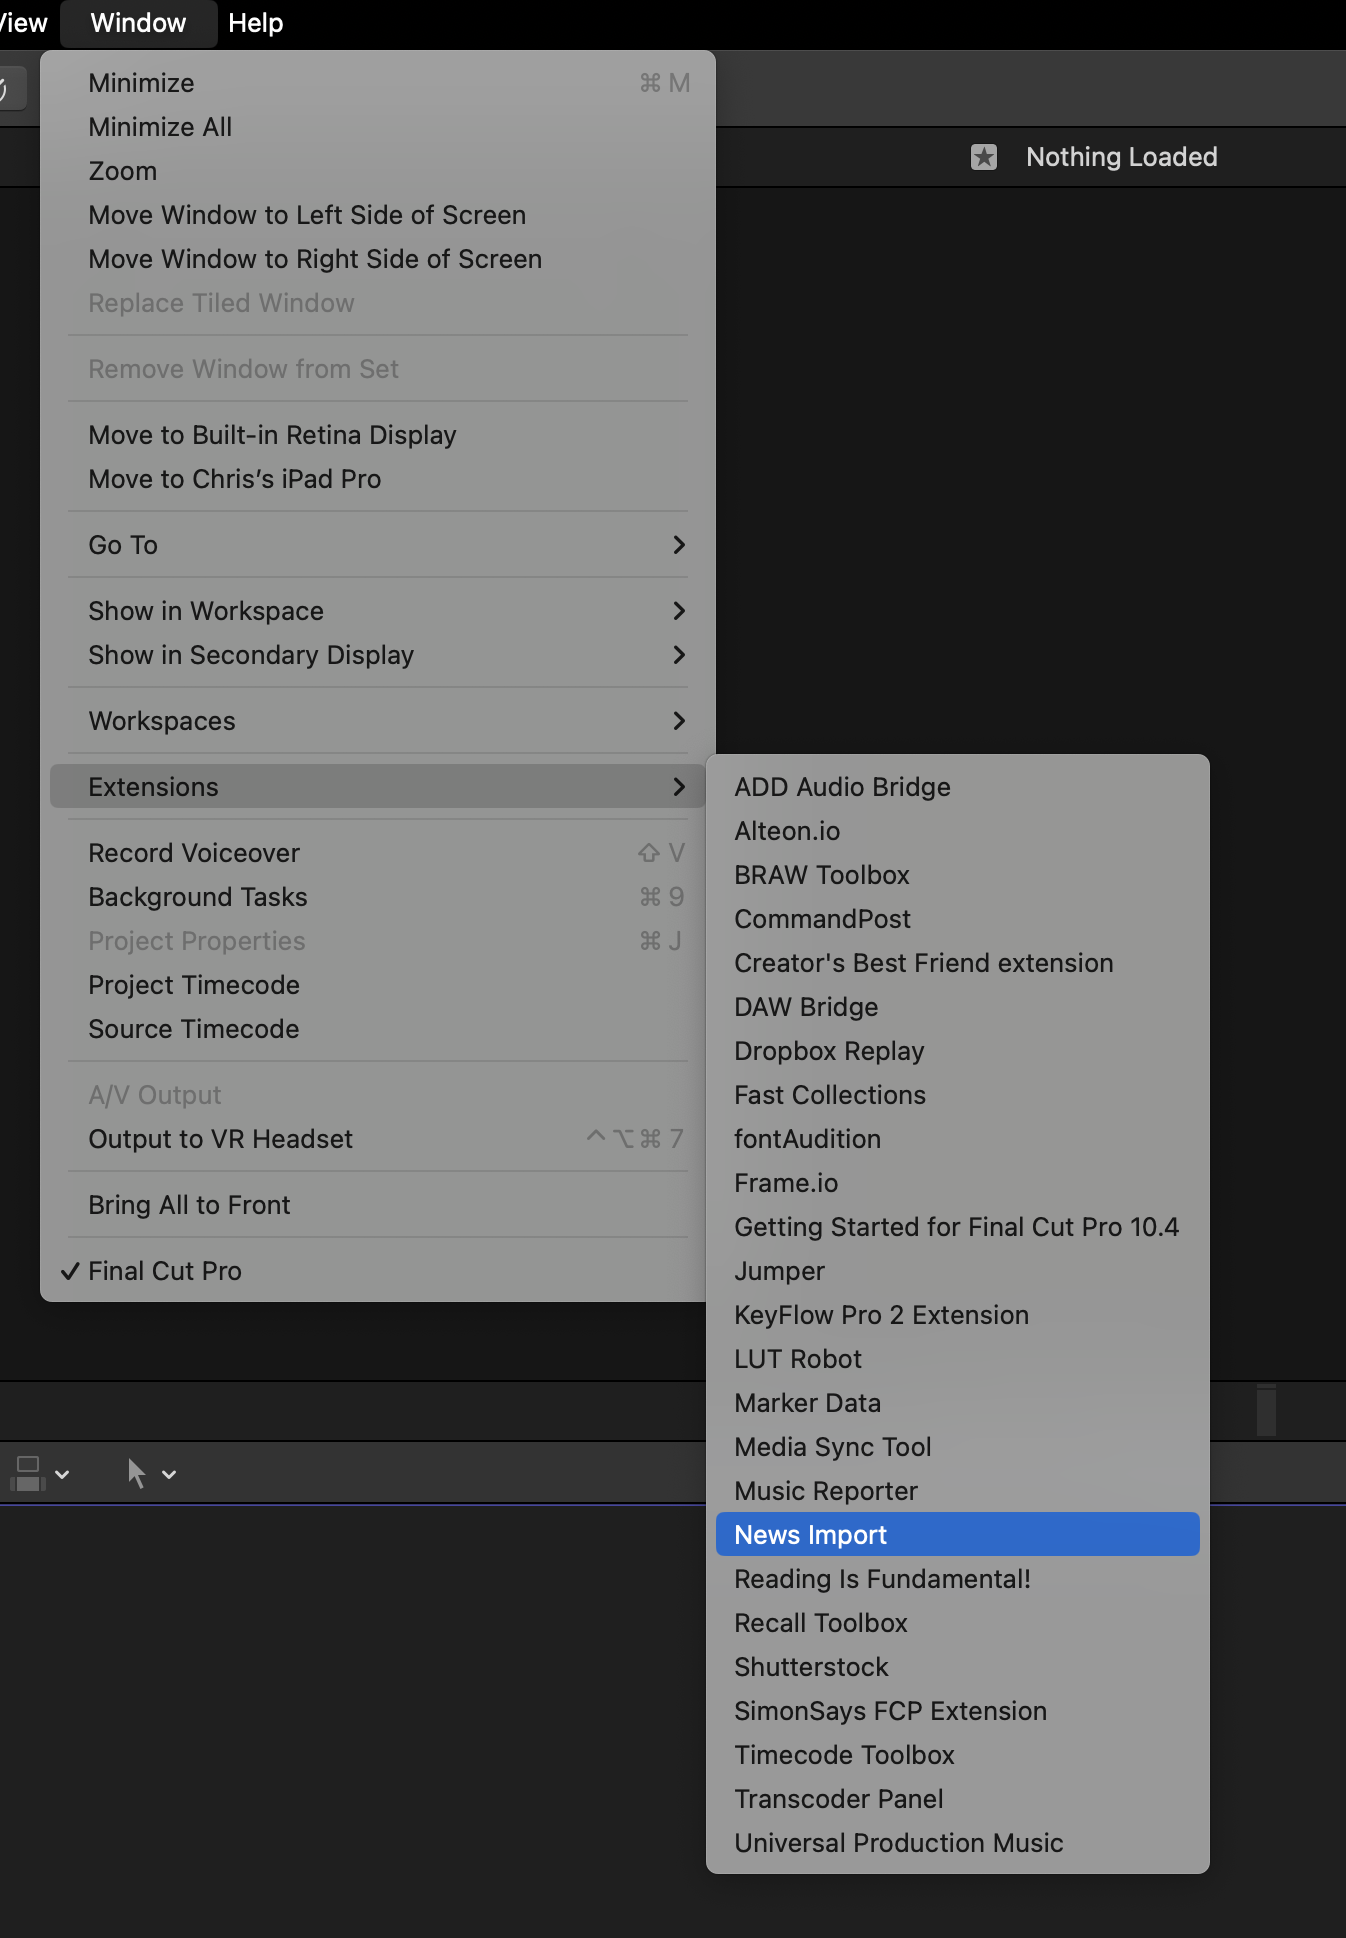 View Window Help
Nothing Loaded
Minimize ⌘ M
Minimize All
Zoom
Move Window to Left Side of Screen
Move Window to Right Side of Screen
Replace Tiled Window
Remove Window from Set
Move to Built-in Retina Display
Move to Chris’s iPad Pro
Go To
Show in Workspace
Show in Secondary Display
Workspaces
Extensions
Record Voiceover ⇧ V
Background Tasks ⌘ 9
Project Properties ⌘ J
Project Timecode
Source Timecode
A/V Output
Output to VR Headset ^⌥⌘ 7
Bring All to Front
✓ Final Cut Pro
ADD Audio Bridge
Alteon.io
BRAW Toolbox
CommandPost
Creator's Best Friend extension
DAW Bridge
Dropbox Replay
Fast Collections
fontAudition
Frame.io
Getting Started for Final Cut Pro 10.4
Jumper
KeyFlow Pro 2 Extension
LUT Robot
Marker Data
Media Sync Tool
Music Reporter
News Import
Reading Is Fundamental!
Recall Toolbox
Shutterstock
SimonSays FCP Extension
Timecode Toolbox
Transcoder Panel
Universal Production Music